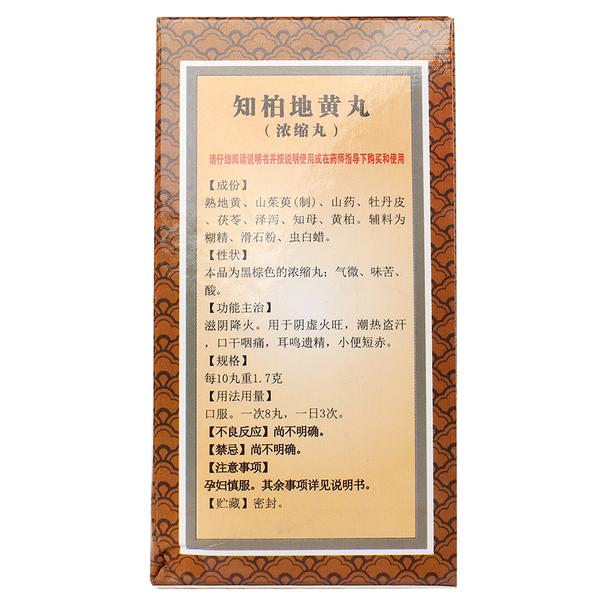 知柏地黄丸
（浓缩丸）
请仔细阅读说明书并按说明使用或在药师指导下购买和使用
【成份】
熟地黄、山茱萸(制)、山药、牡丹皮
、茯苓、泽泻、知母、黄柏。辅料为
糊精、滑石粉、虫白蜡。
【性状】
本品为黑棕色的浓缩丸；气微、味苦、
酸。
【功能主治】
滋阴降火。用于阴虚火旺，潮热盗汗
，口干咽痛，耳鸣遗精，小便短赤。
【规格】
每10丸重1.7克
【用法用量】
口服。一次8丸，一日3次。
【不良反应】尚不明确。
【禁忌】尚不明确。
【注意事项】
孕妇慎服。其余事项详见说明书。
【贮藏】密封。